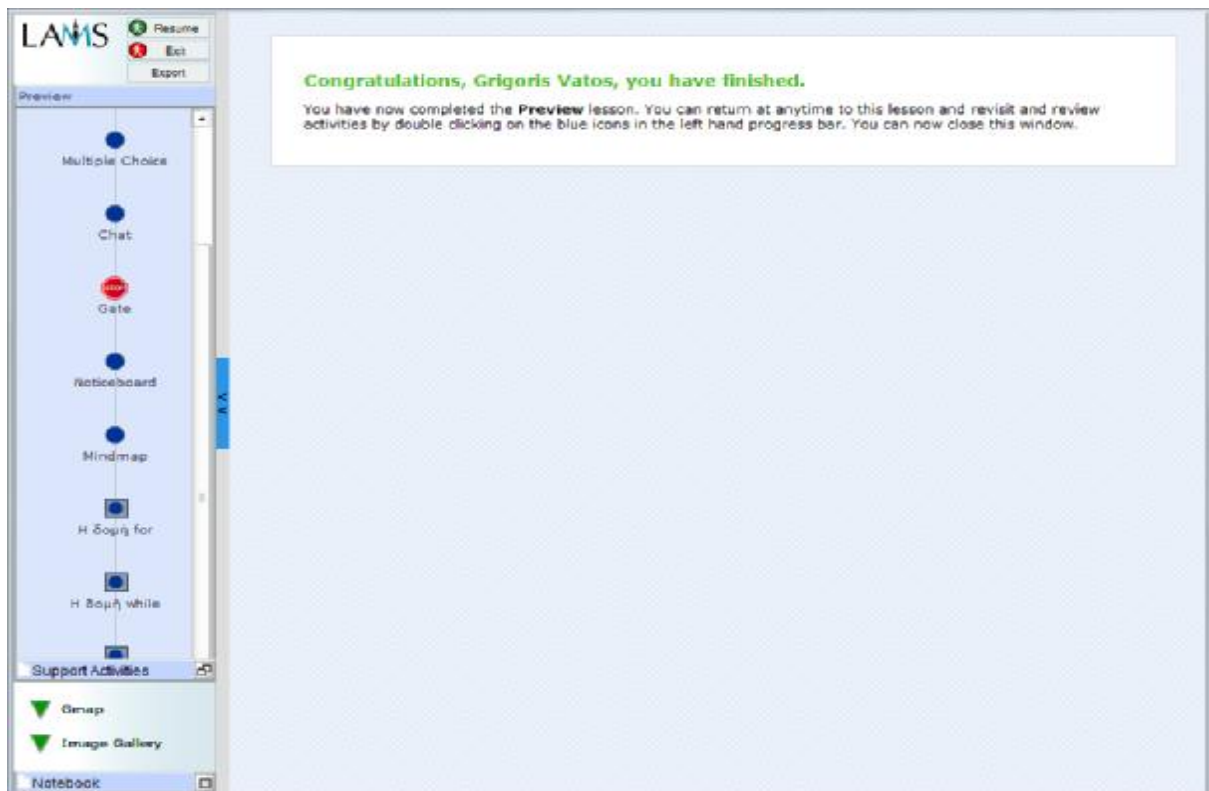 LAMS
Resume
Exit
Export
Preview
Multiple Choice
Chat
STOP
Gate
Noticeboard
Mindmap
Η δομή for
Η δομή while
Support Activities
Gmap
Image Gallery
Notebook
Congratulations, Grigoris Vatos, you have finished.
You have now completed the Preview lesson. You can return at anytime to this lesson and revisit and review
activities by double clicking on the blue icons in the left hand progress bar. You can now close this window.